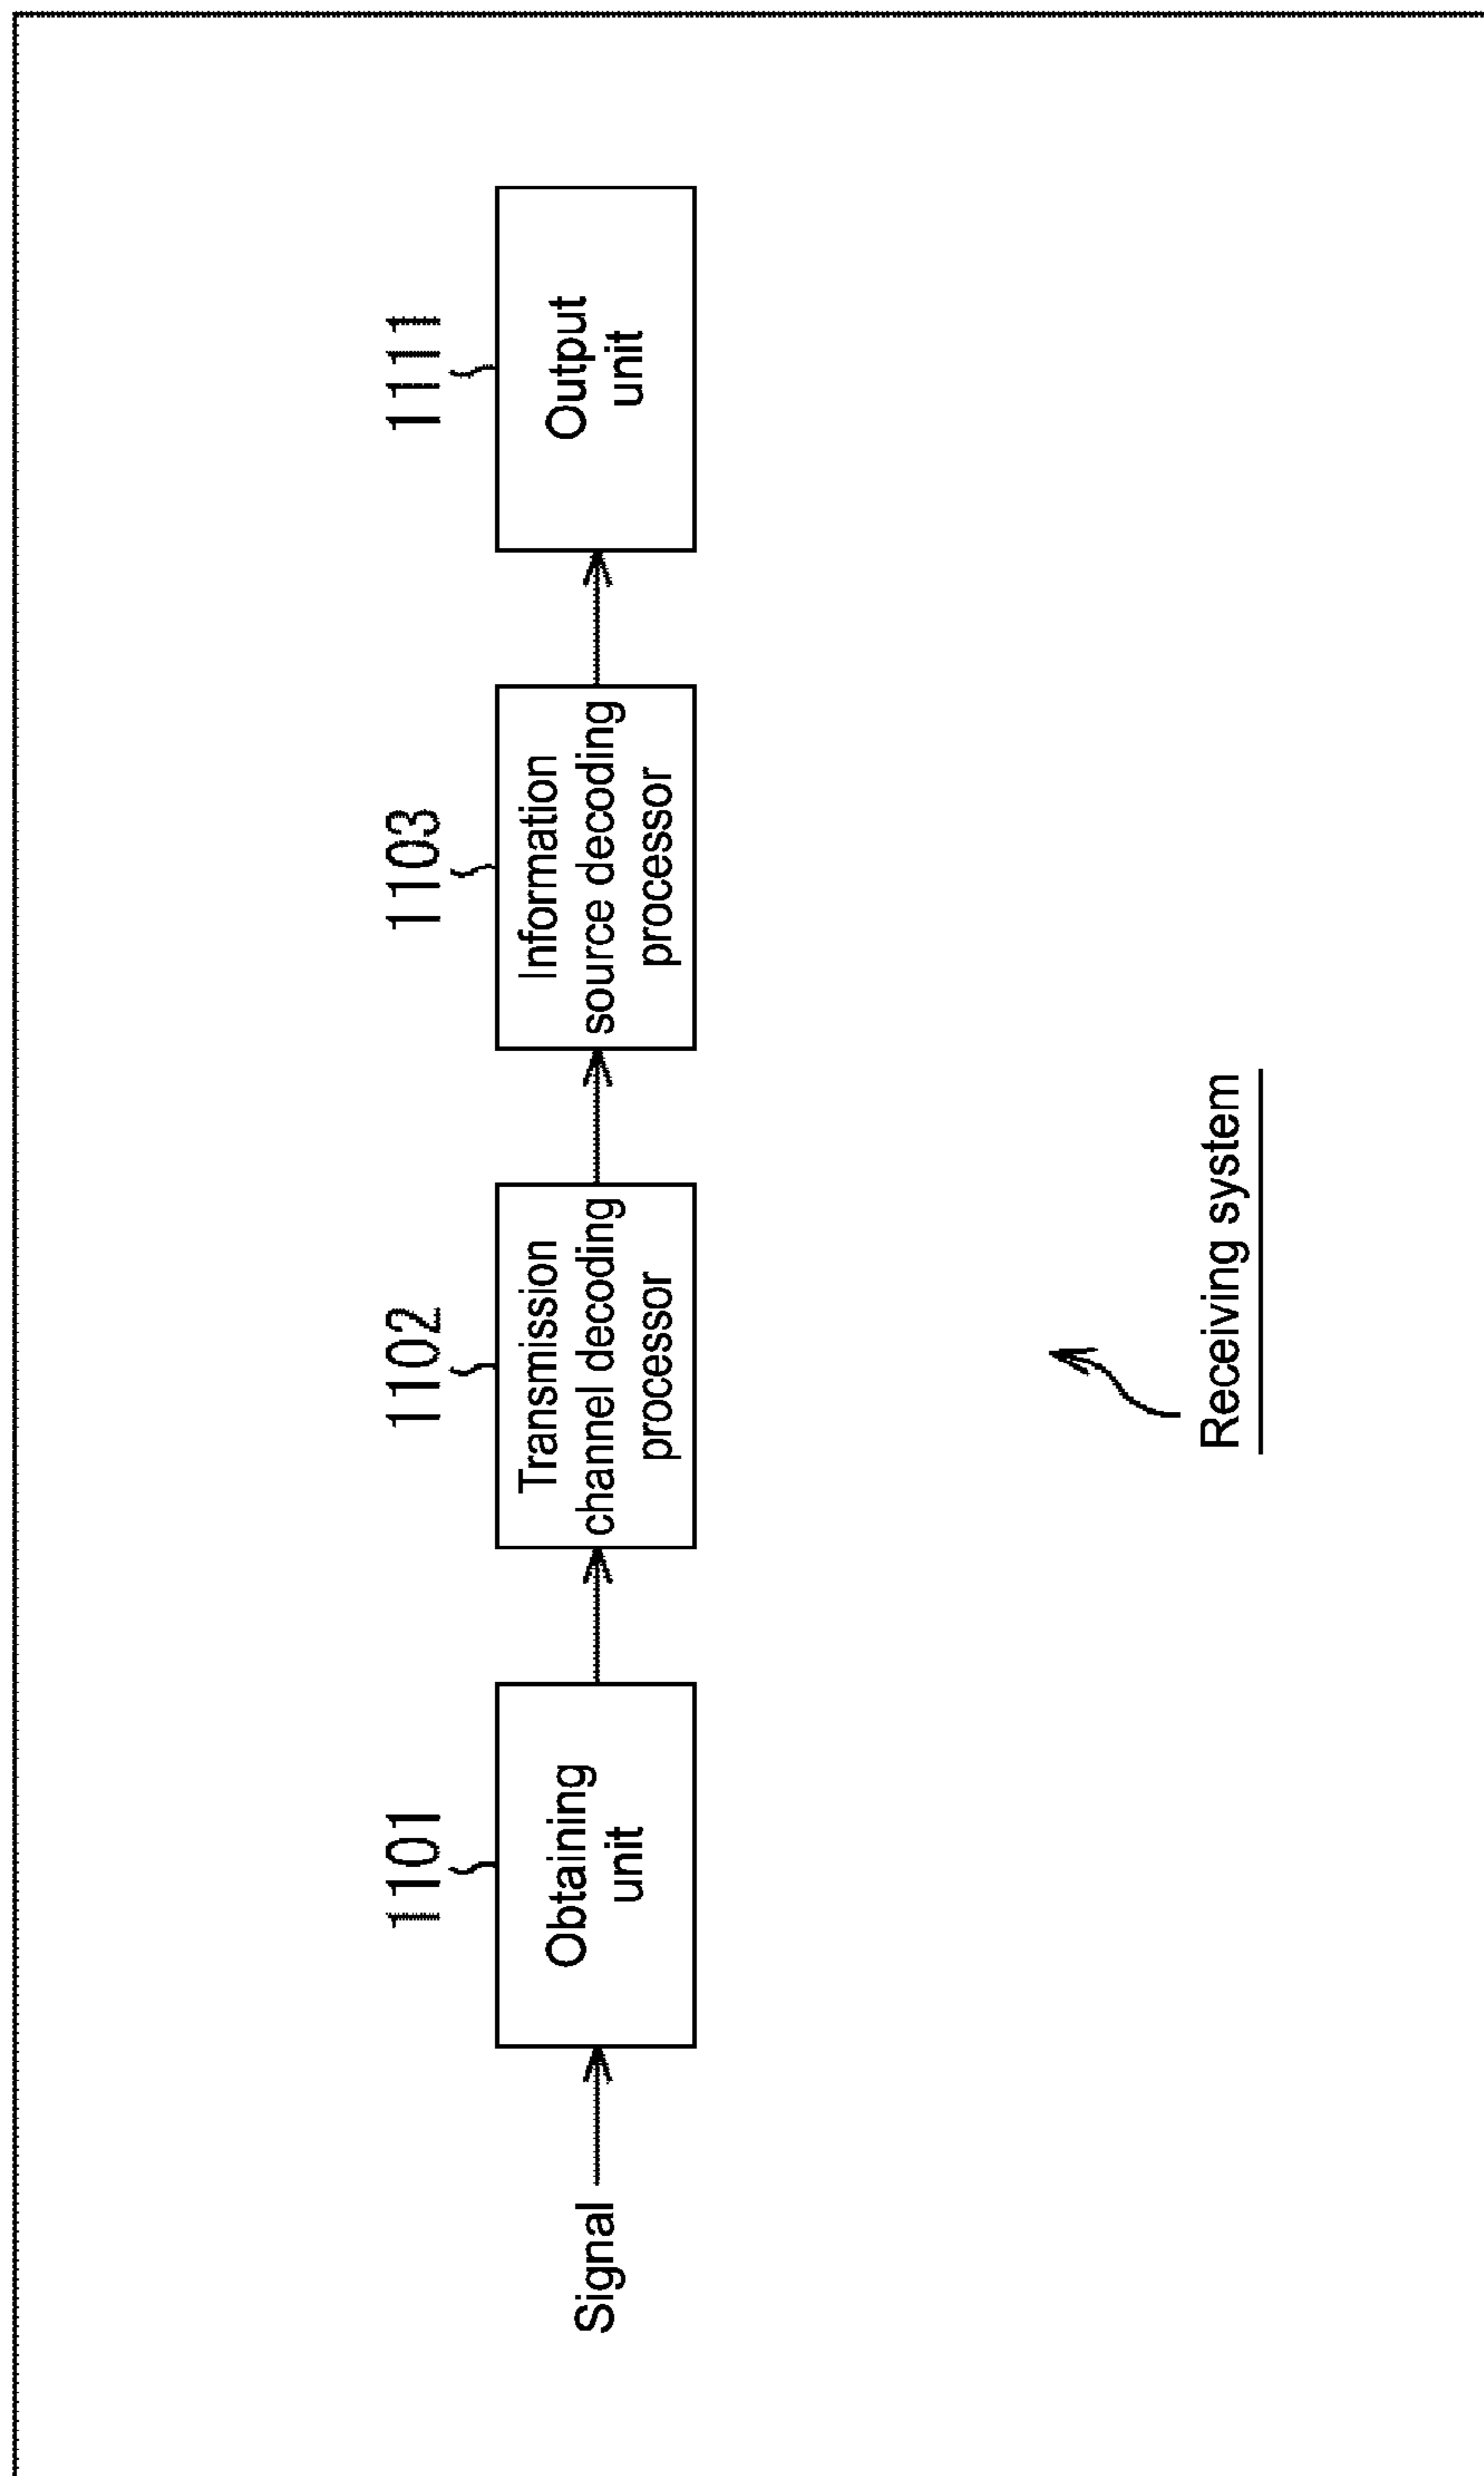 1101
1102
1103
1111
Signal
Obtaining
unit
Transmission
channel decoding
processor
Information
source decoding
processor
Output
unit
Receiving system